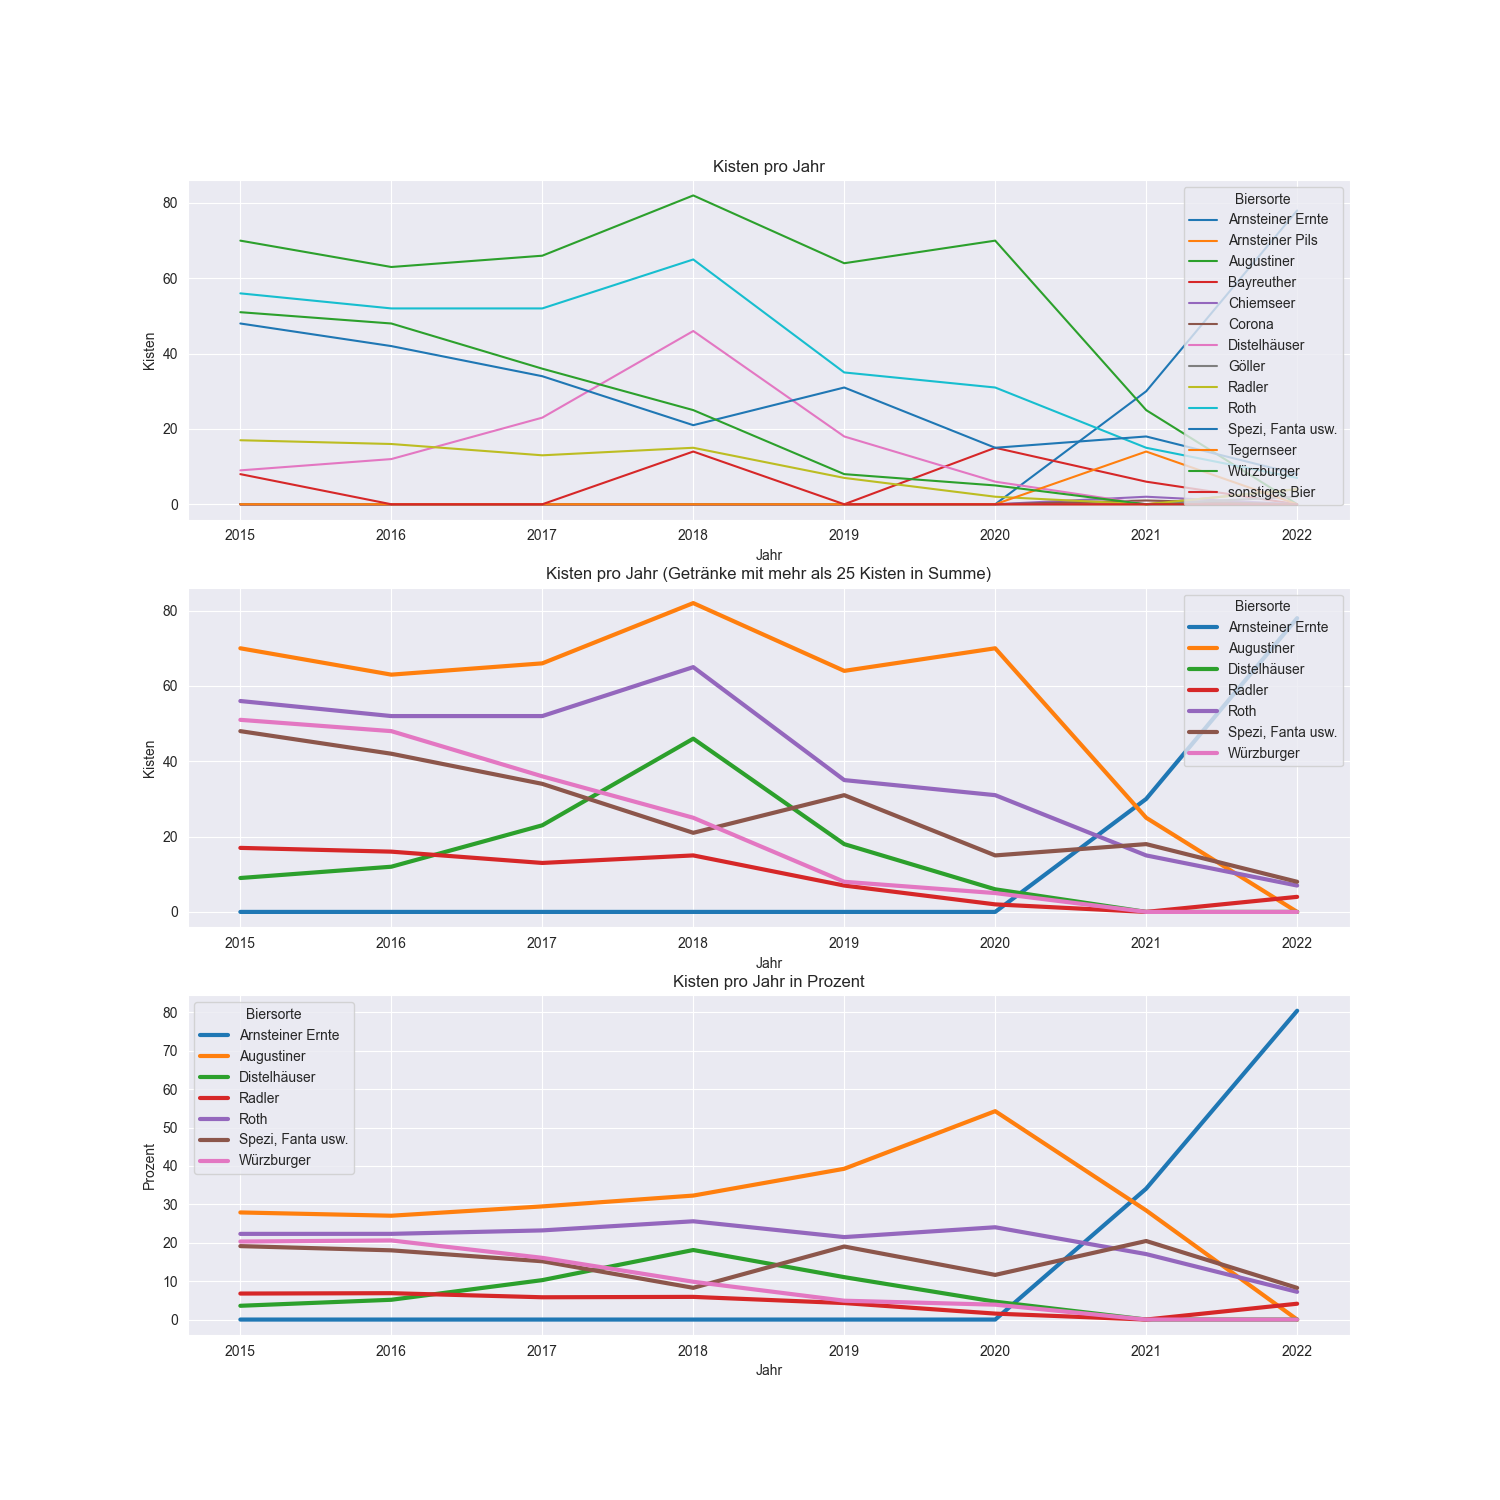 Kisten pro Jahr
Kisten
80
60
40
20
0
Biersorte
Arnsteiner Ernte
Arnsteiner Pils
Augustiner
Bayreuther
Chiemseer
Corona
Distelhäuser
Göller
Radler
Roth
Spezi, Fanta usw.
Tegernseer
Würzburger
sonstiges Bier
2015 2016 2017 2018 2019 2020 2021 2022
Jahr
Kisten pro Jahr (Getränke mit mehr als 25 Kisten in Summe)
Kisten
80
60
40
20
0
Biersorte
Arnsteiner Ernte
Augustiner
Distelhäuser
Radler
Roth
Spezi, Fanta usw.
Würzburger
2015 2016 2017 2018 2019 2020 2021 2022
Jahr
Kisten pro Jahr in Prozent
Prozent
80
70
60
50
40
30
20
10
0
Biersorte
Arnsteiner Ernte
Augustiner
Distelhäuser
Radler
Roth
Spezi, Fanta usw.
Würzburger
2015 2016 2017 2018 2019 2020 2021 2022
Jahr